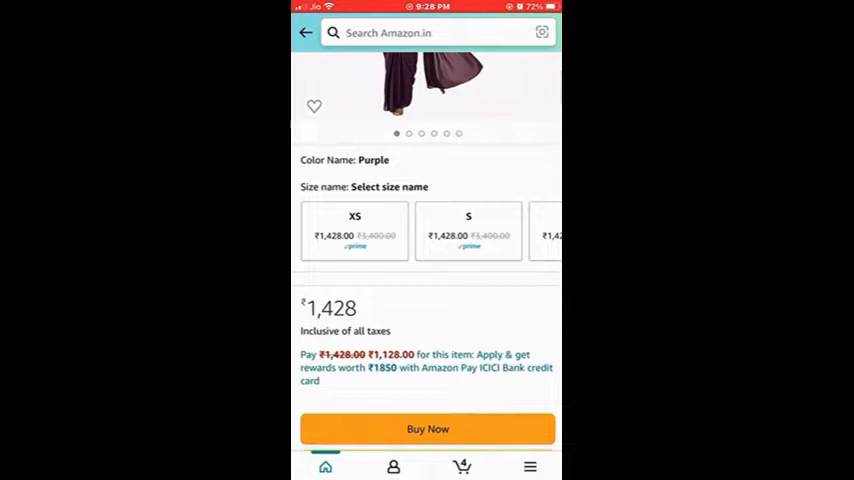 Jio 9:28 PM 72%
Search Amazon.in
Color Name: Purple
Size name: Select size name
XS S
₹1,428.00 ₹3,400.00 ₹1,428.00 ₹3,400.00 ₹1,42
prime prime
₹1,428
Inclusive of all taxes
Pay ₹1,428.00 ₹1,128.00 for this item: Apply & get
rewards worth ₹1850 with Amazon Pay ICICI Bank credit
card
Buy Now
4